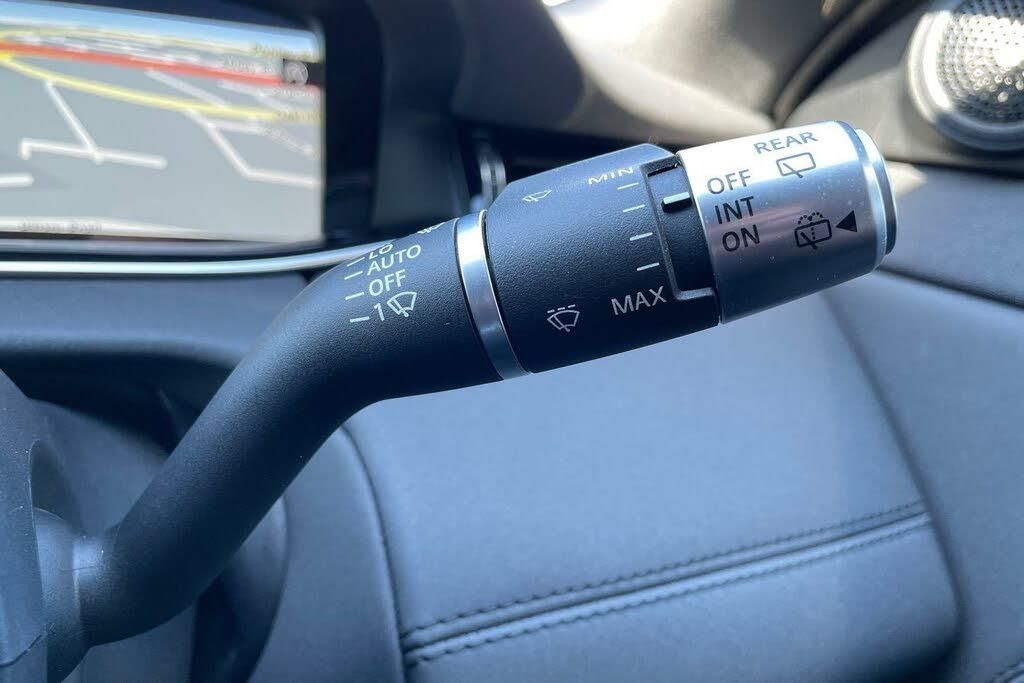 REAR
OFF
INT
ON
MIN
MAX
LO
AUTO
OFF
1